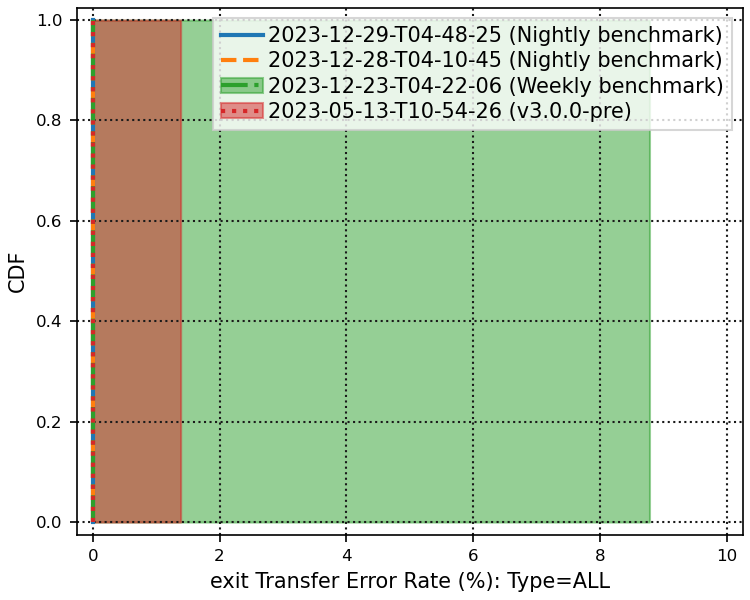 2023-12-29-T04-48-25 (Nightly benchmark)
2023-12-28-T04-10-45 (Nightly benchmark)
2023-12-23-T04-22-06 (Weekly benchmark)
2023-05-13-T10-54-26 (v3.0.0-pre)
1.0
0.8
0.6
0.4
0.2
0.0
CDF
0 2 4 6 8 10
exit Transfer Error Rate (%): Type=ALL